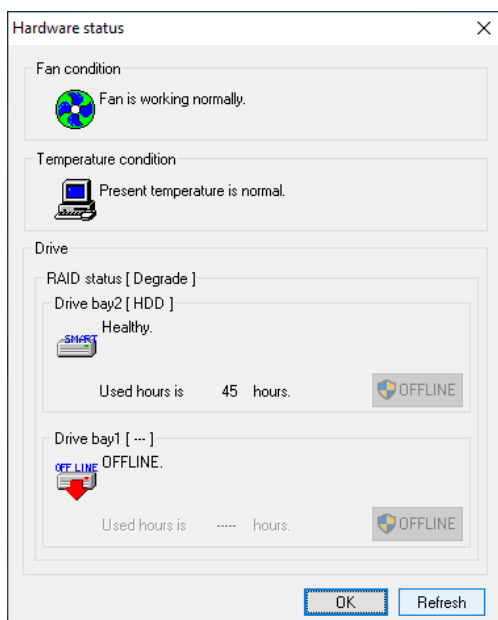 Hardware status
Fan condition
Fan is working normally.
Temperature condition
Present temperature is normal.
Drive
RAID status [ Degrade ]
Drive bay2 [ HDD ]
SMART
Healthy.
Used hours is 45 hours.
OFFLINE
Drive bay1 [ --- ]
OFF LINE
OFFLINE.
Used hours is ----- hours.
OFFLINE
OK
Refresh